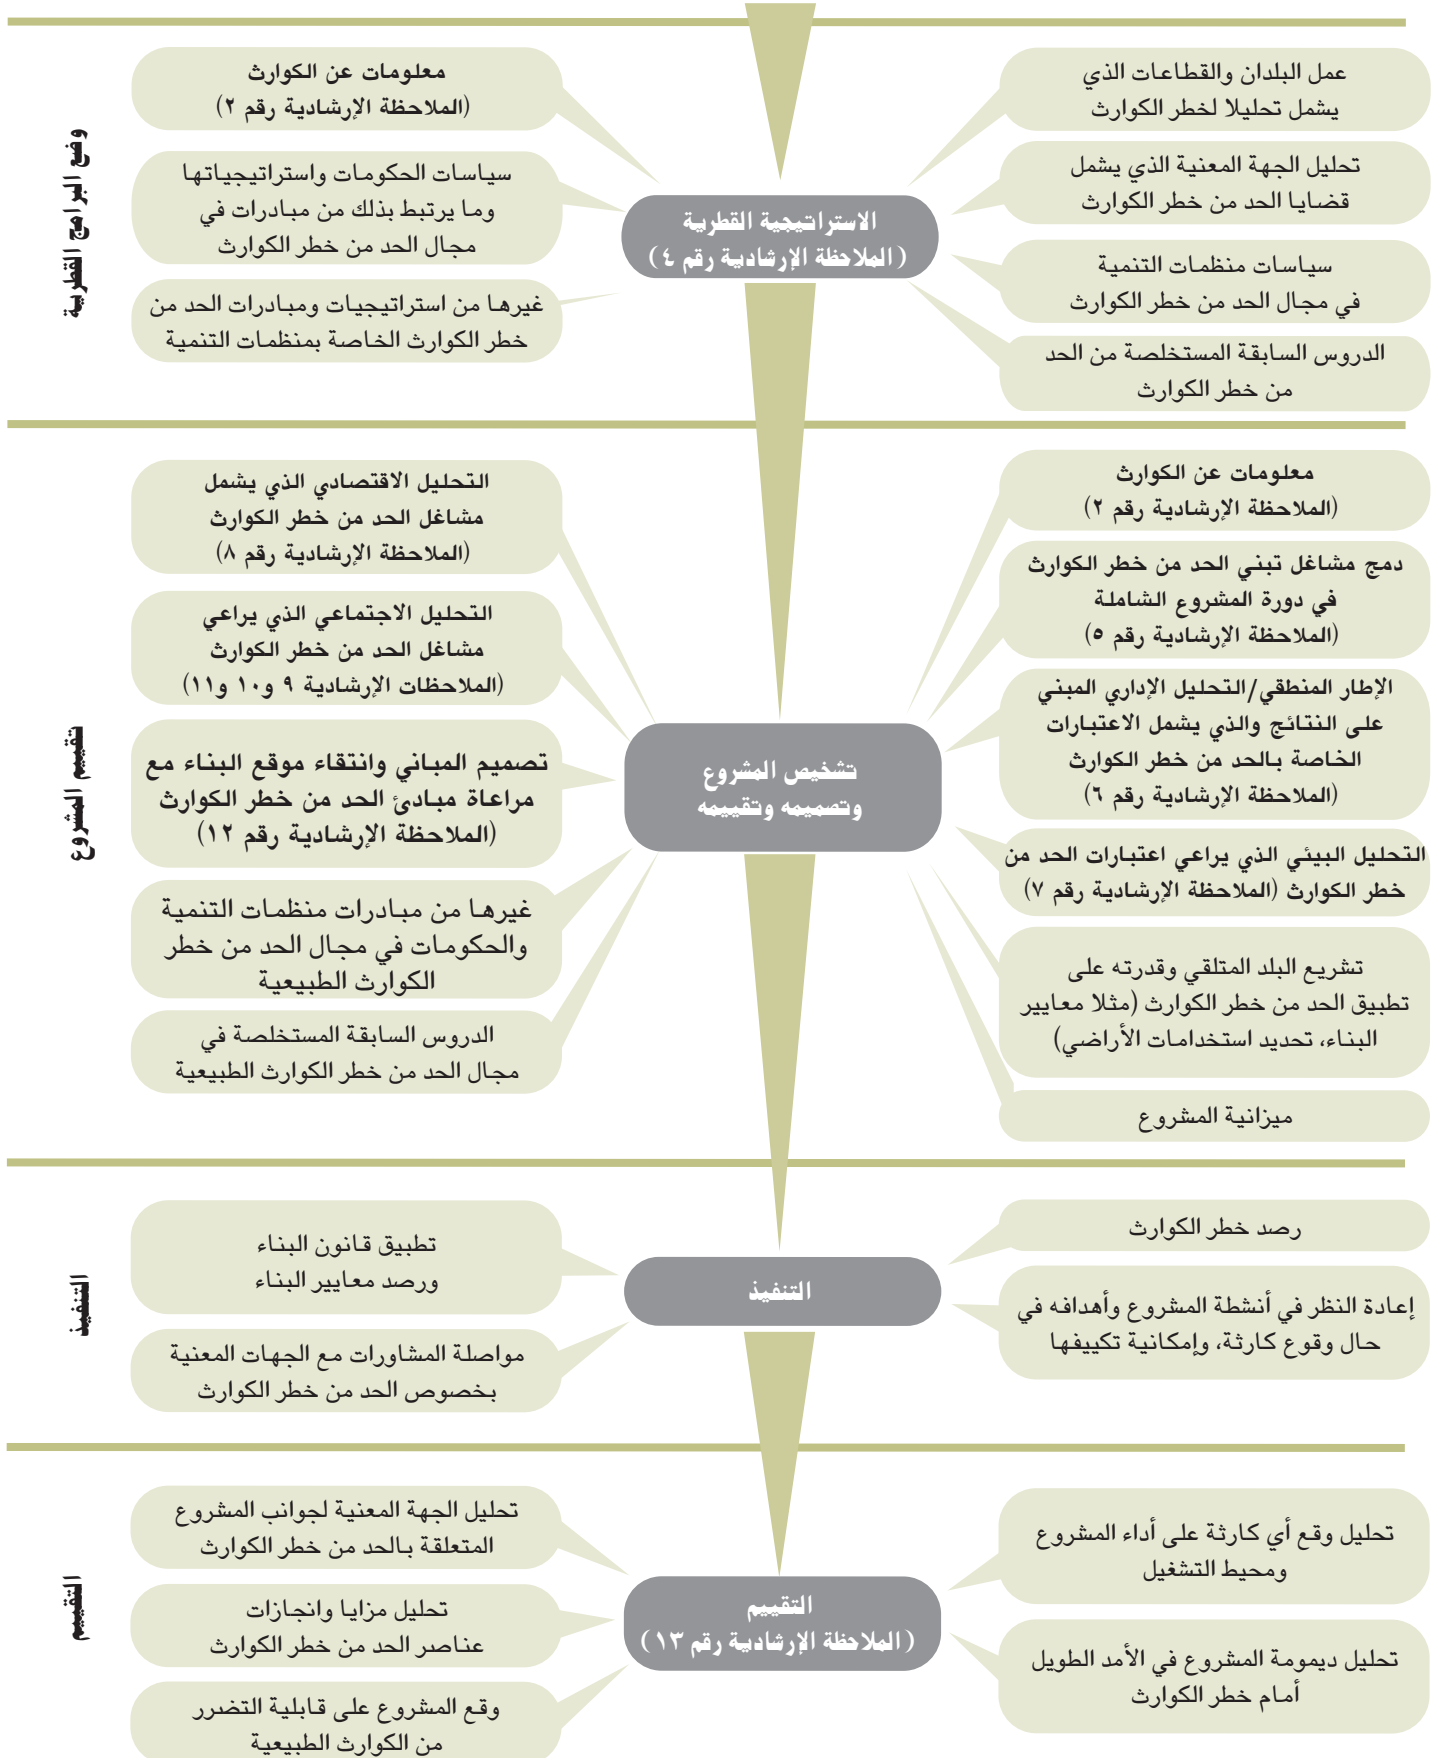 وضع البرامج القطرية
عمل البلدان والقطاعات الذي
يشمل تحليلا لخطر الكوارث
تحليل الجهة المعنية الذي يشمل
قضايا الحد من خطر الكوارث
سياسات منظمات التنمية
في مجال الحد من خطر الكوارث
الدروس السابقة المستخلصة من الحد
من خطر الكوارث
الاستراتيجية القطرية
(الملاحظة الإرشادية رقم ٤)
معلومات عن الكوارث
(الملاحظة الإرشادية رقم ٢)
سياسات الحكومات واستراتيجياتها
وما يرتبط بذلك من مبادرات في
مجال الحد من خطر الكوارث
غيرها من استراتيجيات ومبادرات الحد من
خطر الكوارث الخاصة بمنظمات التنمية
تقييم المشروع
معلومات عن الكوارث
(الملاحظة الإرشادية رقم ٢)
دمج مشاغل تبني الحد من خطر الكوارث
في دورة المشروع الشاملة
(الملاحظة الإرشادية رقم ٥)
الإطار المنطقي/التحليل الإداري المبني
على النتائج والذي يشمل الاعتبارات
الخاصة بالحد من خطر الكوارث
(الملاحظة الإرشادية رقم ٦)
التحليل البيئي الذي يراعي اعتبارات الحد من
خطر الكوارث (الملاحظة الإرشادية رقم ٧)
تشريع البلد المتلقي وقدرته على
تطبيق الحد من خطر الكوارث (مثلا معايير
البناء، تحديد استخدامات الأراضي)
ميزانية المشروع
تشخيص المشروع
وتصميمه وتقييمه
التحليل الاقتصادي الذي يشمل
مشاغل الحد من خطر الكوارث
(الملاحظة الإرشادية رقم ٨)
التحليل الاجتماعي الذي يراعي
مشاغل الحد من خطر الكوارث
(الملاحظات الإرشادية ٩ و١٠ و١١)
تصميم المباني وانتقاء موقع البناء مع
مراعاة مبادئ الحد من خطر الكوارث
(الملاحظة الإرشادية رقم ١٢)
غيرها من مبادرات منظمات التنمية
والحكومات في مجال الحد من خطر
الكوارث الطبيعية
الدروس السابقة المستخلصة في
مجال الحد من خطر الكوارث الطبيعية
التنفيذ
رصد خطر الكوارث
إعادة النظر في أنشطة المشروع وأهدافه في
حال وقوع كارثة، وإمكانية تكييفها
التنفيذ
تطبيق قانون البناء
ورصد معايير البناء
مواصلة المشاورات مع الجهات المعنية
بخصوص الحد من خطر الكوارث
التقييم
تحليل وقع أي كارثة على أداء المشروع
ومحيط التشغيل
تحليل ديمومة المشروع في الأمد الطويل
أمام خطر الكوارث
التقييم
(الملاحظة الإرشادية رقم ١٣)
تحليل الجهة المعنية لجوانب المشروع
المتعلقة بالحد من خطر الكوارث
تحليل مزايا وانجازات
عناصر الحد من خطر الكوارث
وقع المشروع على قابلية التضرر
من الكوارث الطبيعية